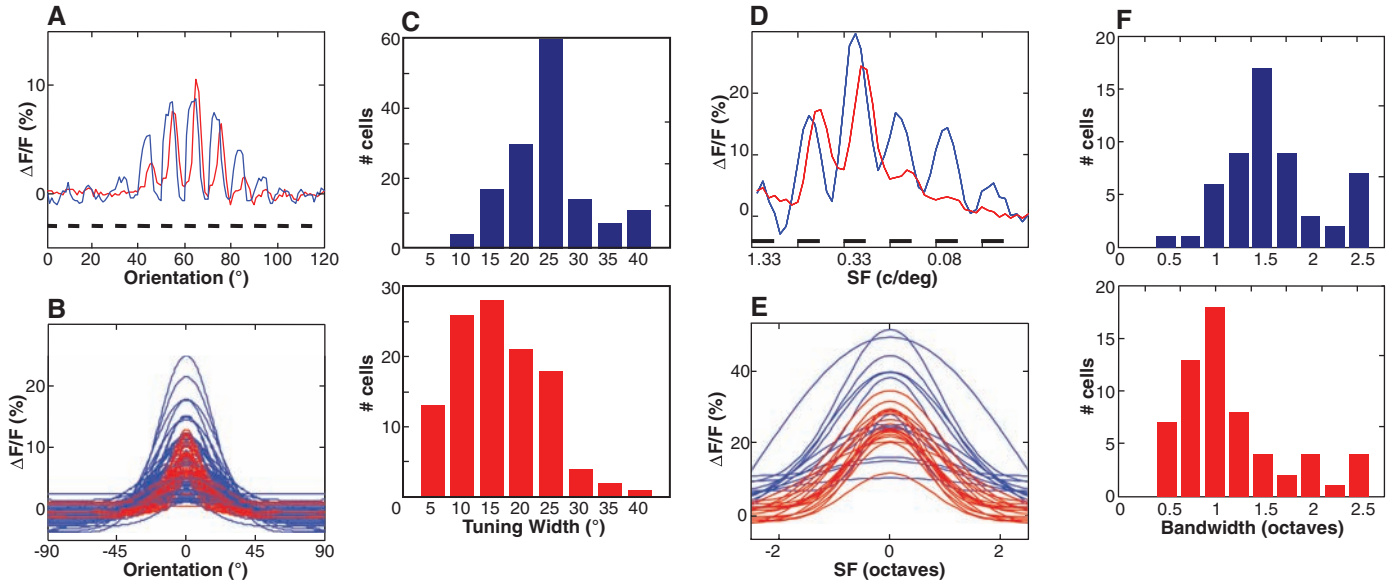 A
ΔF/F (%)
10
0
0 20 40 60 80 100 120
Orientation (°)
B
ΔF/F (%)
20
10
0
-90 -45 0 45 90
Orientation (°)
C
# cells
60
40
20
0
5 10 15 20 25 30 35 40
# cells
30
20
10
0
5 10 15 20 25 30 35 40
Tuning Width (°)
D
ΔF/F (%)
20
10
0
1.33 0.33 0.08
SF (c/deg)
E
ΔF/F (%)
40
20
0
-2 0 2
SF (octaves)
F
# cells
20
15
10
5
0
0 0.5 1 1.5 2 2.5
# cells
20
15
10
5
0
0 0.5 1 1.5 2 2.5
Bandwidth (octaves)